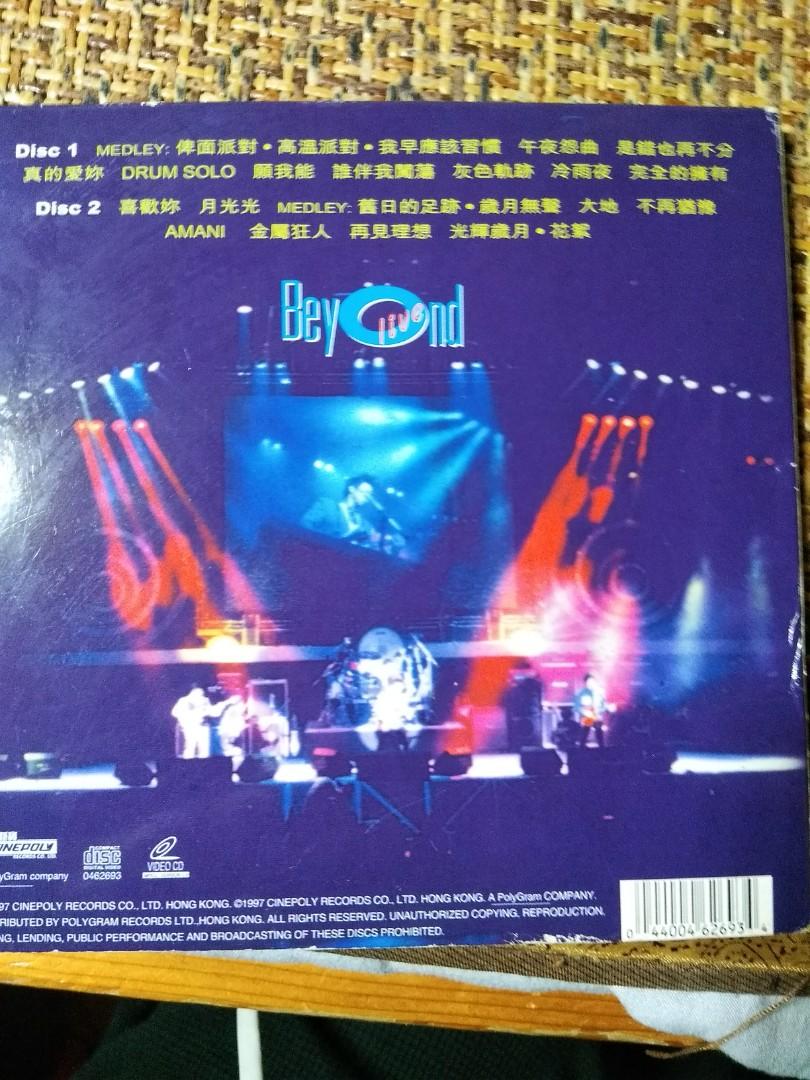 Disc 1 MEDLEY: 俾面派對•高溫派對•我早應該習慣 午夜怨曲 是錯也再不分
真的愛妳 DRUM SOLO 願我能 誰伴我闖蕩 灰色軌跡 冷雨夜 完全的擁有
Disc 2 喜歡妳 月光光 MEDLEY: 舊日的足跡•歲月無聲 大地 不再猶豫
AMANI 金屬狂人 再見理想 光輝歲月•花絮
Beyond
live
CINEPOLY
RECORDS CO. LTD.
COMPACT
disc
DIGITAL VIDEO
0462693
VIDEO CD
PolyGram company
97 CINEPOLY RECORDS CO., LTD. HONG KONG. ©1997 CINEPOLY RECORDS CO., LTD. HONG KONG. A PolyGram COMPANY.
TRIBUTED BY POLYGRAM RECORDS LTD.,HONG KONG. ALL RIGHTS RESERVED. UNAUTHORIZED COPYING. REPRODUCTION.
NG, LENDING, PUBLIC PERFORMANCE AND BROADCASTING OF THESE DISCS PROHIBITED.
0 44004 62693 4